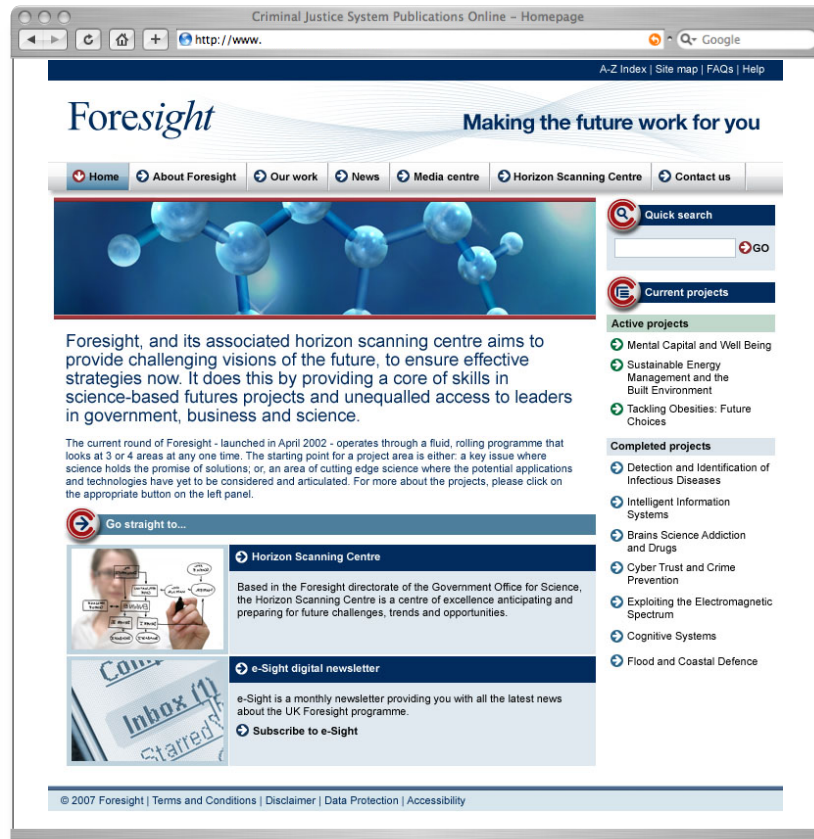 Criminal Justice System Publications Online – Homepage
http://www.
Google
A-Z Index | Site map | FAQs | Help
Foresight
Making the future work for you
Home
About Foresight
Our work
News
Media centre
Horizon Scanning Centre
Contact us
Foresight, and its associated horizon scanning centre aims to
provide challenging visions of the future, to ensure effective
strategies now. It does this by providing a core of skills in
science-based futures projects and unequalled access to leaders
in government, business and science.
The current round of Foresight - launched in April 2002 - operates through a fluid, rolling programme that
looks at 3 or 4 areas at any one time. The starting point for a project area is either: a key issue where
science holds the promise of solutions; or, an area of cutting edge science where the potential applications
and technologies have yet to be considered and articulated. For more about the projects, please click on
the appropriate button on the left panel.
Go straight to...
Horizon Scanning Centre
Based in the Foresight directorate of the Government Office for Science,
the Horizon Scanning Centre is a centre of excellence anticipating and
preparing for future challenges, trends and opportunities.
Inbox (1)
Starred
e-Sight digital newsletter
e-Sight is a monthly newsletter providing you with all the latest news
about the UK Foresight programme.
Subscribe to e-Sight
Quick search
GO
Current projects
Active projects
Mental Capital and Well Being
Sustainable Energy
Management and the
Built Environment
Tackling Obesities: Future
Choices
Completed projects
Detection and Identification of
Infectious Diseases
Intelligent Information
Systems
Brains Science Addiction
and Drugs
Cyber Trust and Crime
Prevention
Exploiting the Electromagnetic
Spectrum
Cognitive Systems
Flood and Coastal Defence
© 2007 Foresight | Terms and Conditions | Disclaimer | Data Protection | Accessibility